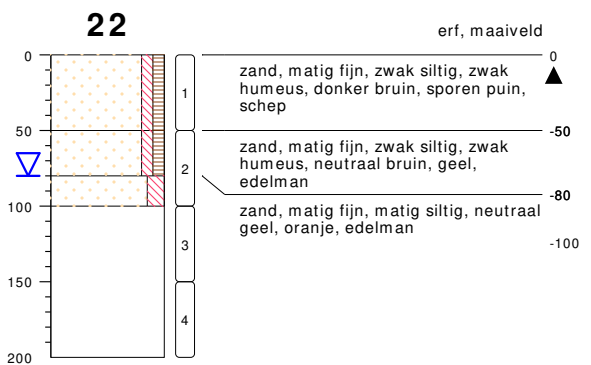 22
erf, maaiveld
0
0
zand, matig fijn, zwak siltig, zwak
humeus, donker bruin, sporen puin,
schep
1
50
-50
zand, matig fijn, zwak siltig, zwak
humeus, neutraal bruin, geel,
edelman
2
-80
100
zand, matig fijn, matig siltig, neutraal
geel, oranje, edelman
-100
3
150
4
200